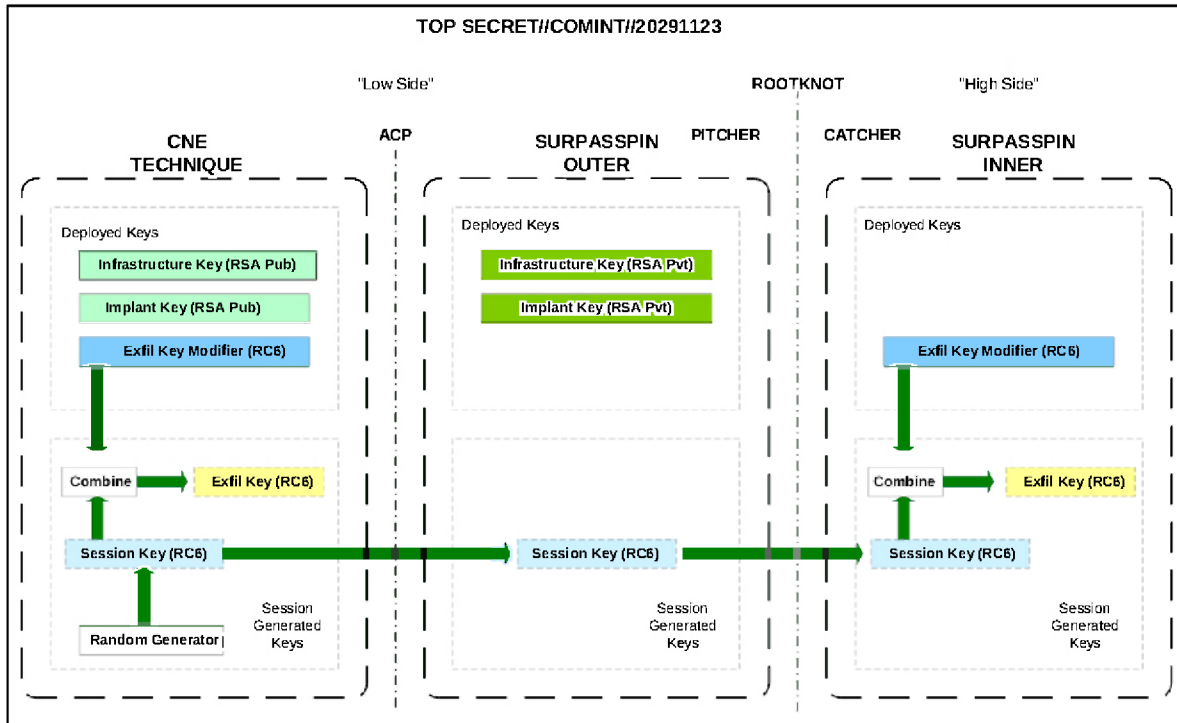 TOP SECRET//COMINT//20291123
"Low Side"
ROOTKNOT
"High Side"
CNE
TECHNIQUE
ACP
SURPASSPIN
OUTER
PITCHER
CATCHER
SURPASSPIN
INNER
Deployed Keys
Infrastructure Key (RSA Pub)
Implant Key (RSA Pub)
Exfil Key Modifier (RC6)
Combine
Exfil Key (RC6)
Session Key (RC6)
Random Generator
Session
Generated
Keys
Deployed Keys
Infrastructure Key (RSA Pvt)
Implant Key (RSA Pvt)
Session Key (RC6)
Session
Generated
Keys
Deployed Keys
Exfil Key Modifier (RC6)
Combine
Exfil Key (RC6)
Session Key (RC6)
Session
Generated
Keys